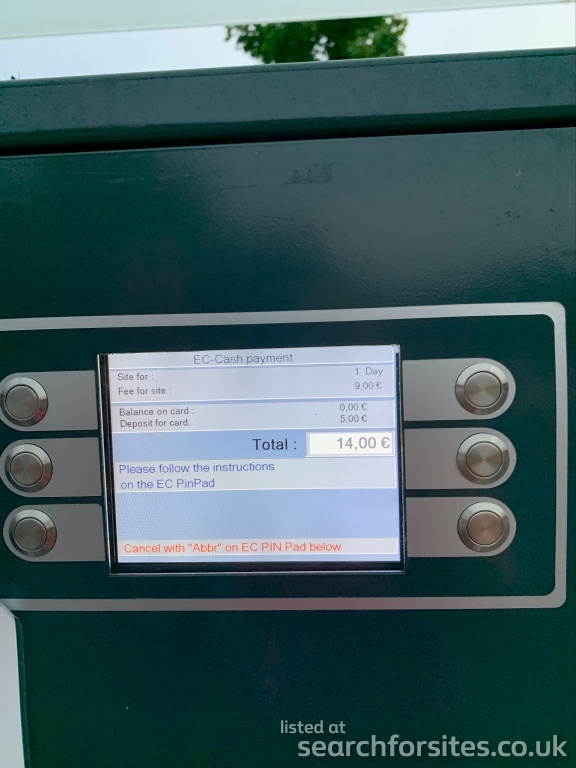 EC-Cash payment
Site for : 1 Day
Fee for site : 9,00 €
Balance on card : 0,00 €
Deposit for card: 5,00 €
Total : 14,00 €
Please follow the instructions
on the EC PinPad
Cancel with "Abbr" on EC PIN Pad below
listed at
searchforsites.co.uk